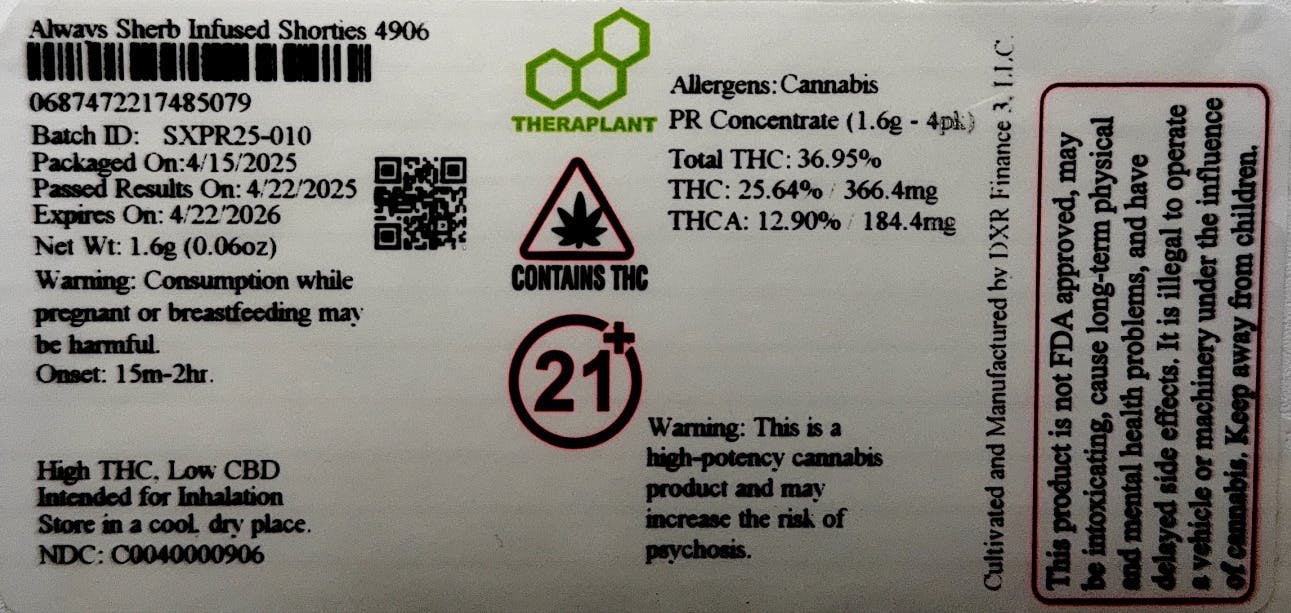 Always Sherb Infused Shorties 4906
0687472217485079
Batch ID: SXPR25-010
Packaged On:4/15/2025
Passed Results On: 4/22/2025
Expires On: 4/22/2026
Net Wt: 1.6g (0.06oz)
Warning: Consumption while
pregnant or breastfeeding may
be harmful.
Onset: 15m-2hr.
High THC, Low CBD
Intended for Inhalation
Store in a cool, dry place.
NDC: C0040000906
THERAPLANT
CONTAINS THC
21+
Allergens: Cannabis
PR Concentrate (1.6g - 4pk)
Total THC: 36.95%
THC: 25.64% / 366.4mg
THCA: 12.90% / 184.4mg
Warning: This is a
high-potency cannabis
product and may
increase the risk of
psychosis.
Cultivated and Manufactured by DXR Finance 3, LLC.
This product is not FDA approved, may
be intoxicating, cause long-term physical
and mental health problems, and have
delayed side effects. It is illegal to operate
a vehicle or machinery under the influence
of cannabis. Keep away from children.